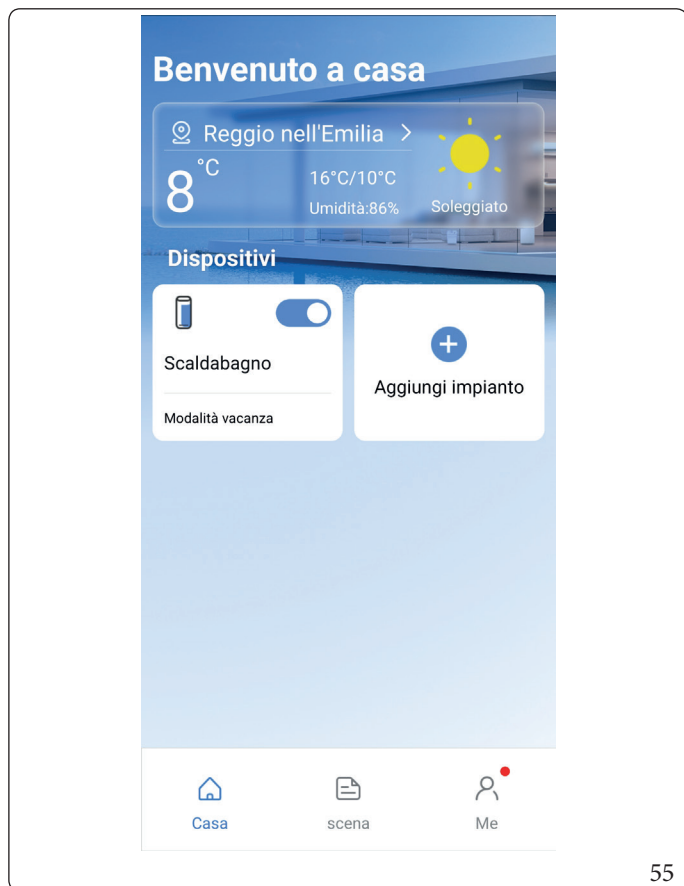 Benvenuto a casa
Reggio nell'Emilia >
8°C
16°C/10°C
Umidità:86%
Soleggiato
Dispositivi
Scaldabagno
Modalità vacanza
Aggiungi impianto
Casa
scena
Me
55